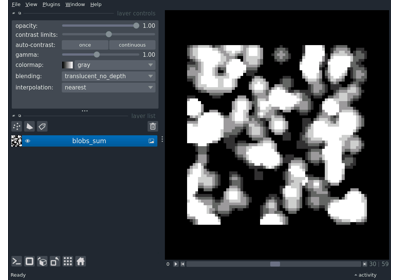 File View Plugins Window Help
layer controls
opacity: 1.00
contrast limits:
auto-contrast: once continuous
gamma: 1.00
colormap: gray
blending: translucent_no_depth
interpolation: nearest
layer list
blobs_sum
30 59
Ready
activity